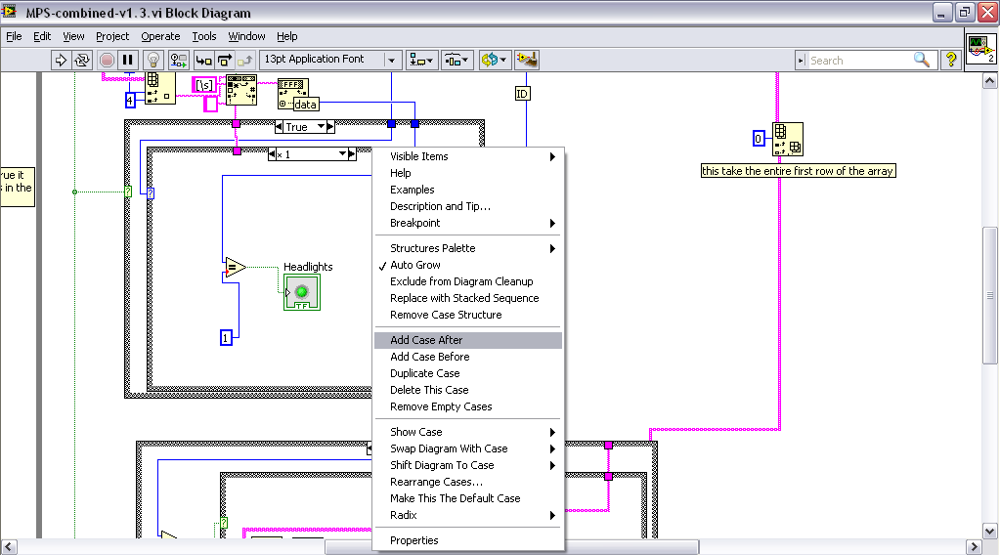 MPS-combined-v1.3.vi Block Diagram
File Edit View Project Operate Tools Window Help
13pt Application Font
Search
2
[\s]
FFF
4
data
ID
True
0
× 1
this take the entire first row of the array
rue it
s in the
?
?
=
Headlights
TF
1
Visible Items
Help
Examples
Description and Tip...
Breakpoint
Structures Palette
✓ Auto Grow
Exclude from Diagram Cleanup
Replace with Stacked Sequence
Remove Case Structure
Add Case After
Add Case Before
Duplicate Case
Delete This Case
Remove Empty Cases
Show Case
Swap Diagram With Case
Shift Diagram To Case
Rearrange Cases...
Make This The Default Case
Radix
Properties
?